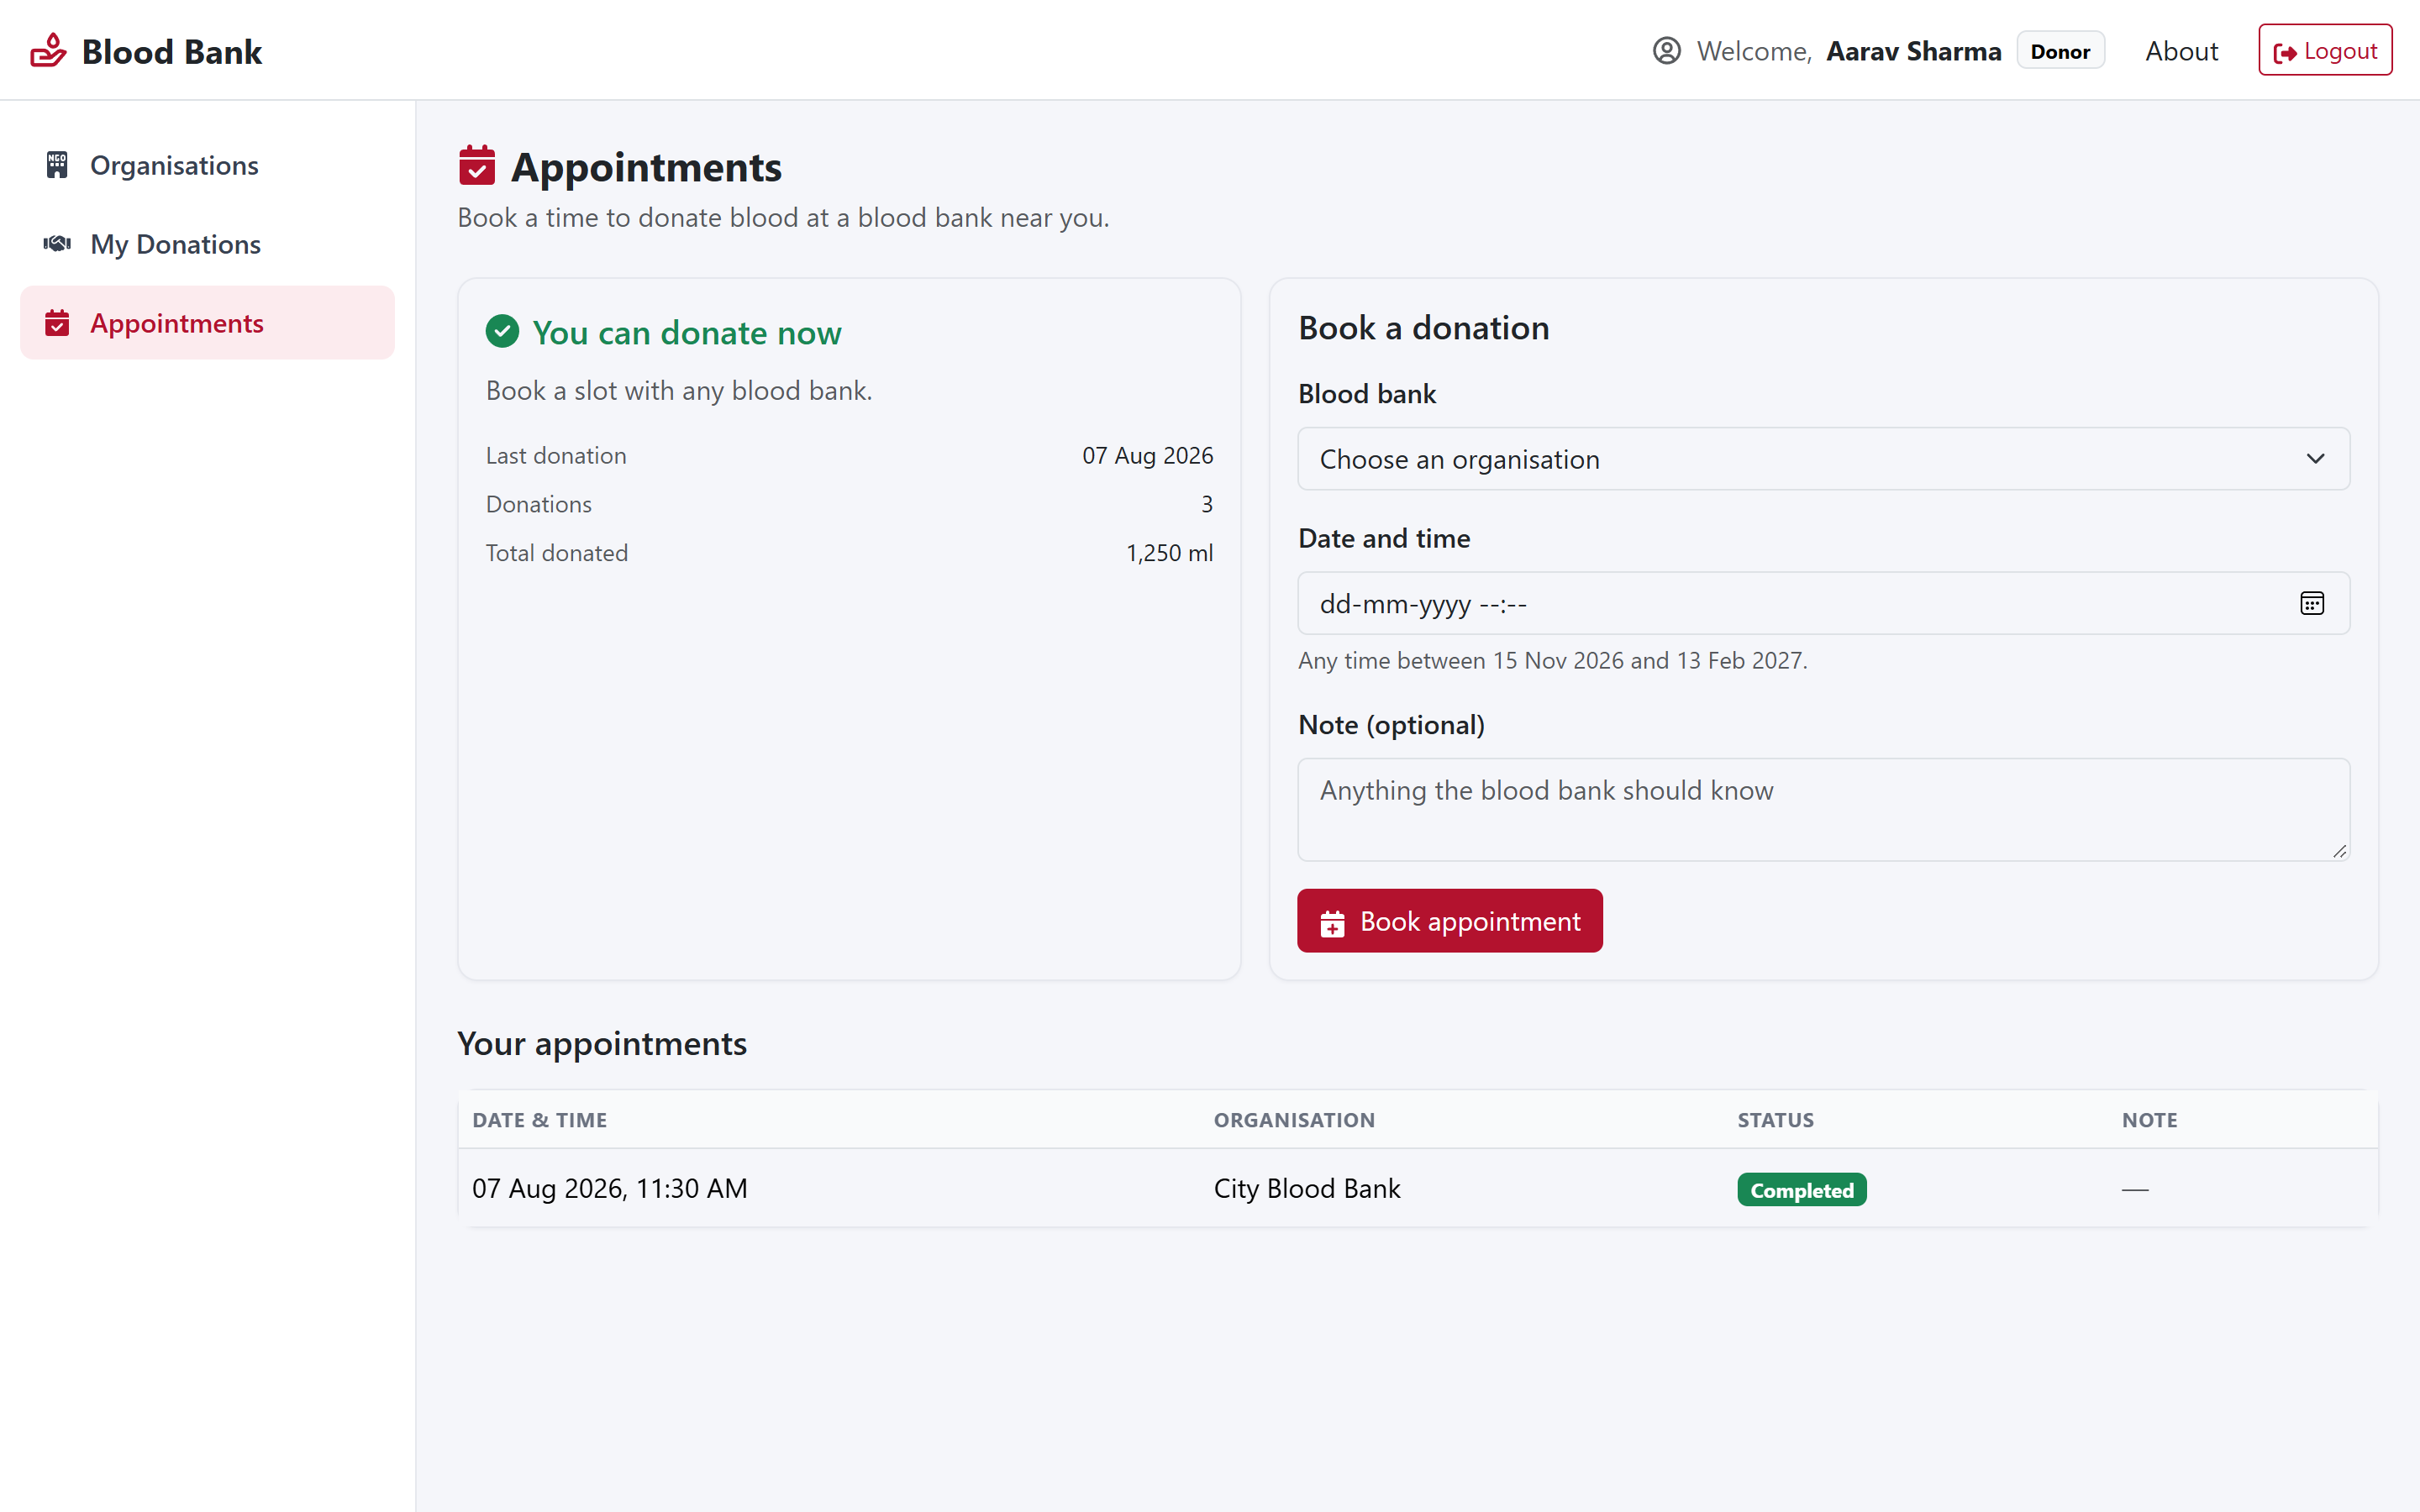 Blood Bank
Welcome, Aarav Sharma Donor About Logout
NGO
Organisations
My Donations
Appointments
Appointments
Book a time to donate blood at a blood bank near you.
You can donate now
Book a slot with any blood bank.
Last donation 07 Aug 2026
Donations 3
Total donated 1,250 ml
Book a donation
Blood bank
Choose an organisation
Date and time
dd-mm-yyyy --:--
Any time between 15 Nov 2026 and 13 Feb 2027.
Note (optional)
Anything the blood bank should know
Book appointment
Your appointments
DATE & TIME ORGANISATION STATUS NOTE
07 Aug 2026, 11:30 AM City Blood Bank Completed —